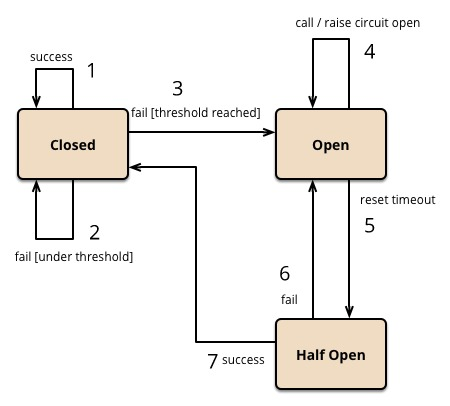 call / raise circuit open
success
1
4
3
fail [threshold reached]
Closed
Open
reset timeout
2
5
fail [under threshold]
6
fail
Half Open
7 success